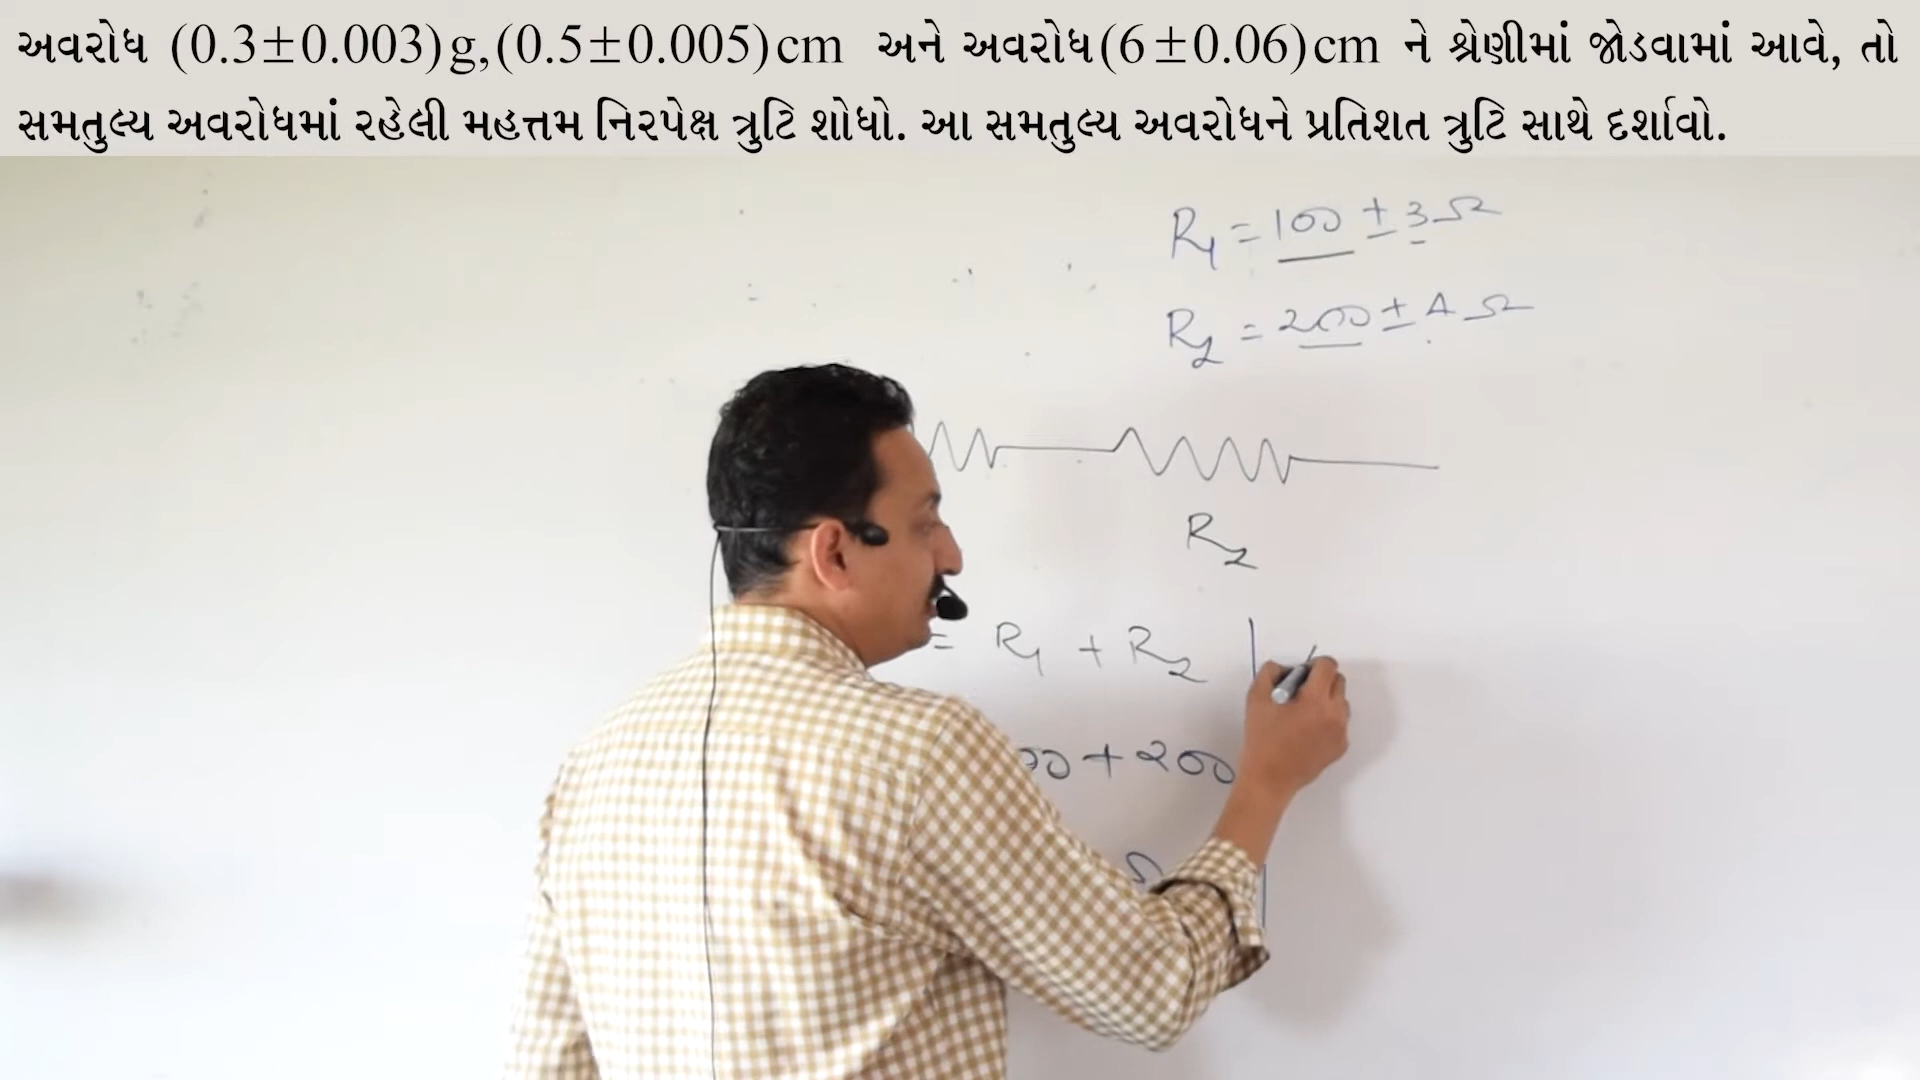 અવરોધ (0.3±0.003)g,(0.5±0.005)cm અને અવરોધ(6±0.06)cm ને શ્રેણીમાં જોડવામાં આવે, તો
સમતુલ્ય અવરોધમાં રહેલી મહત્તમ નિરપેક્ષ ત્રુટિ શોધો. આ સમતુલ્ય અવરોધને પ્રતિશત ત્રુટિ સાથે દર્શાવો.
R1 = 100 ± 3 Ω
R2 = 200 ± 4 Ω
R2
= R1 + R2
00 + 200
Ω